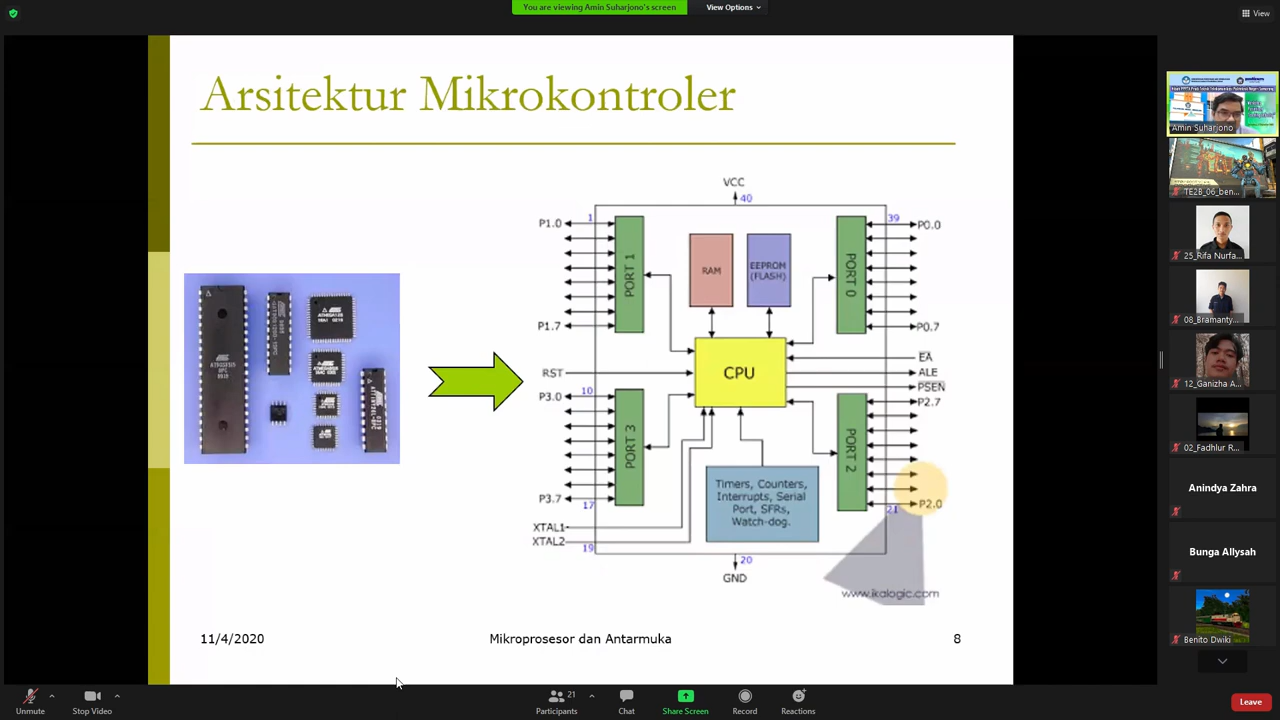 You are viewing Amin Suharjono's screen
View Options
View
Arsitektur Mikrokontroler
VCC
40
P1.0
1
39
P0.0
PORT 1
RAM
EEPROM
(FLASH)
PORT 0
P1.7
P0.7
RST
CPU
EA
ALE
PSEN
P3.0
10
P2.7
PORT 3
PORT 2
Timers, Counters,
Interrupts, Serial
Port, SFRs,
Watch-dog.
P3.7
17
P2.0
21
XTAL1
XTAL2
19
20
GND
www.ikalogic.com
11/4/2020
Mikroprosesor dan Antarmuka
8
Amin Suharjono
TE2B_06_ben...
25_Rifa Nurfa...
08_Bramanty...
12_Ganizha A...
02_Fadhlur R...
Anindya Zahra
Bunga Allysah
Benito Dwiki
Unmute
Stop Video
Participants
21
Chat
Share Screen
Record
Reactions
Leave